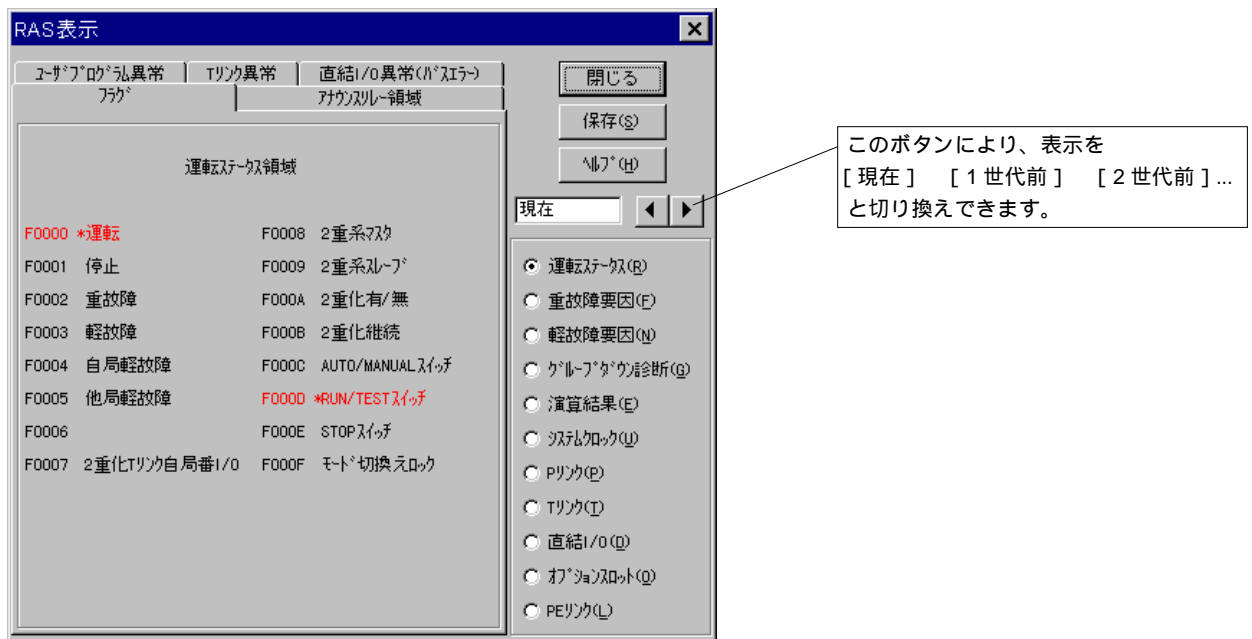 RAS表示
ﾕｰｻﾞﾌﾟﾛｸﾞﾗﾑ異常 Tﾘﾝｸ異常 直結I/O異常(ﾊﾞｽｴﾗｰ)
ﾌﾗｸﾞ ｱﾅｳﾝｽﾘﾚｰ領域
運転ｽﾃｰﾀｽ領域
F0000 *運転 F0008 2重系ﾏｽﾀ
F0001 停止 F0009 2重系ｽﾚｰﾌﾞ
F0002 重故障 F000A 2重化有/無
F0003 軽故障 F000B 2重化継続
F0004 自局軽故障 F000C AUTO/MANUALｽｲｯﾁ
F0005 他局軽故障 F000D *RUN/TESTｽｲｯﾁ
F0006 F000E STOPｽｲｯﾁ
F0007 2重化Tﾘﾝｸ自局番I/O F000F ﾓｰﾄﾞ切換えﾛｯｸ
閉じる
保存(S)
ﾍﾙﾌﾟ(H)
現在
運転ｽﾃｰﾀｽ(R)
重故障要因(F)
軽故障要因(N)
ｸﾞﾙｰﾌﾟﾀﾞｳﾝ診断(G)
演算結果(E)
ｼｽﾃﾑｸﾛｯｸ(U)
Pﾘﾝｸ(P)
Tﾘﾝｸ(T)
直結I/O(D)
ｵﾌﾟｼｮﾝｽﾛｯﾄ(O)
PEﾘﾝｸ(L)
このボタンにより、表示を
[ 現在 ] [ 1 世代前 ] [ 2 世代前 ] ...
と切り換えできます。